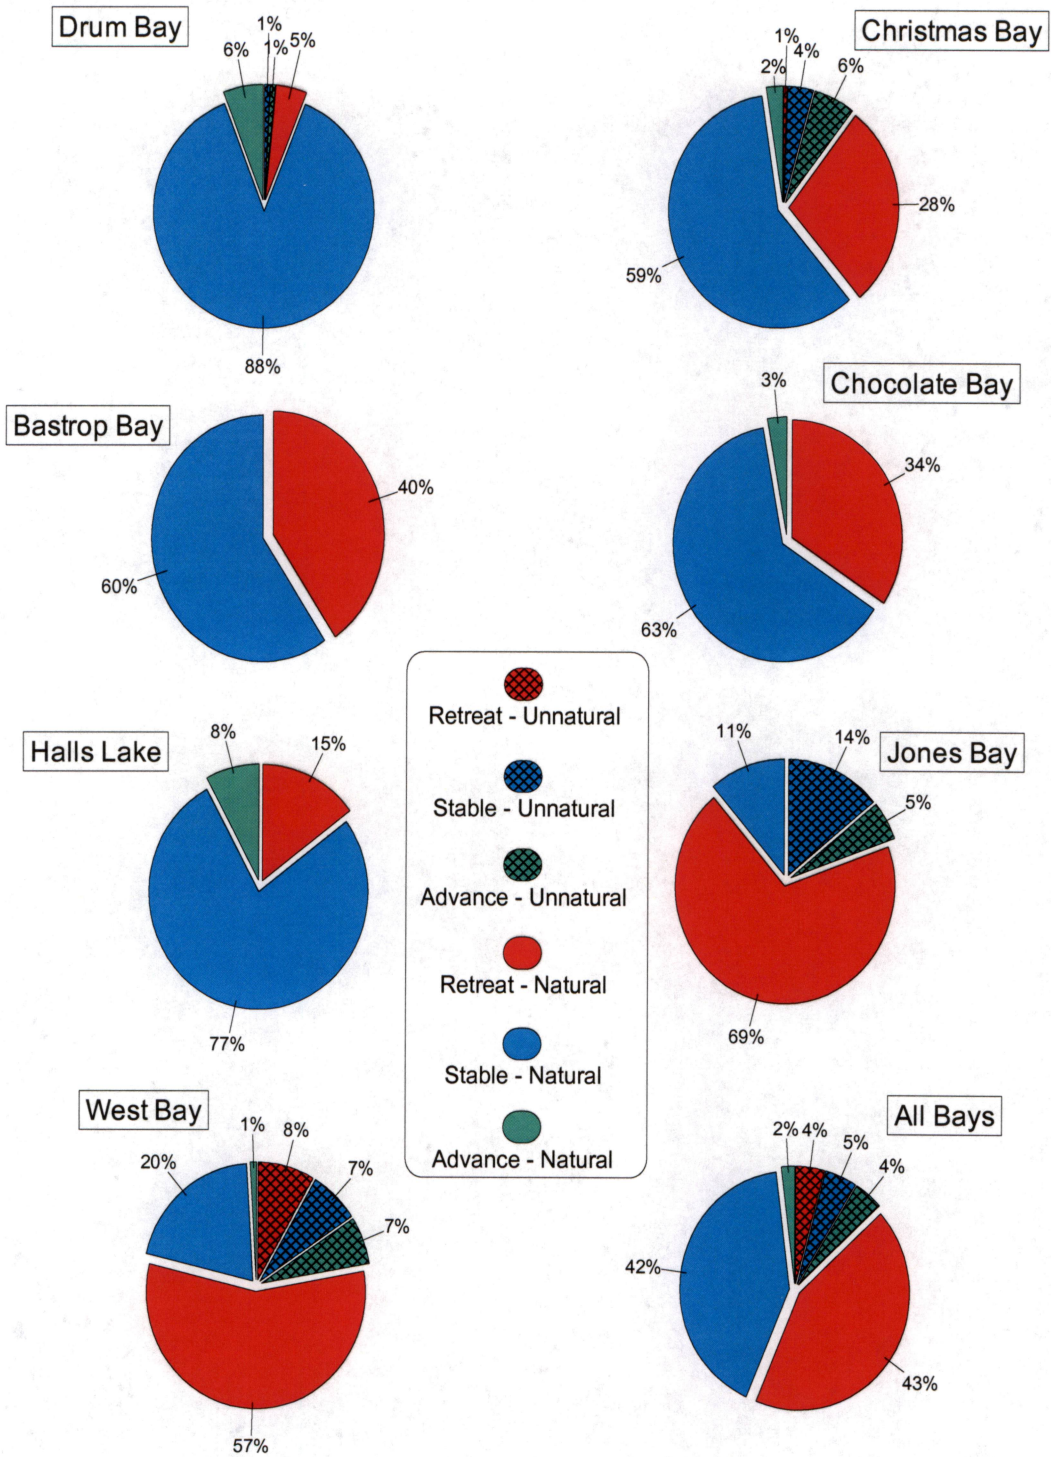 Drum Bay
1%
6%
1%
5%
88%
Christmas Bay
1%
2%
4%
6%
28%
59%
Bastrop Bay
40%
60%
Chocolate Bay
3%
34%
63%
Retreat - Unnatural
Stable - Unnatural
Advance - Unnatural
Retreat - Natural
Stable - Natural
Advance - Natural
Halls Lake
8%
15%
77%
Jones Bay
11%
14%
5%
69%
West Bay
1%
8%
20%
7%
7%
57%
All Bays
2%
4%
5%
4%
42%
43%